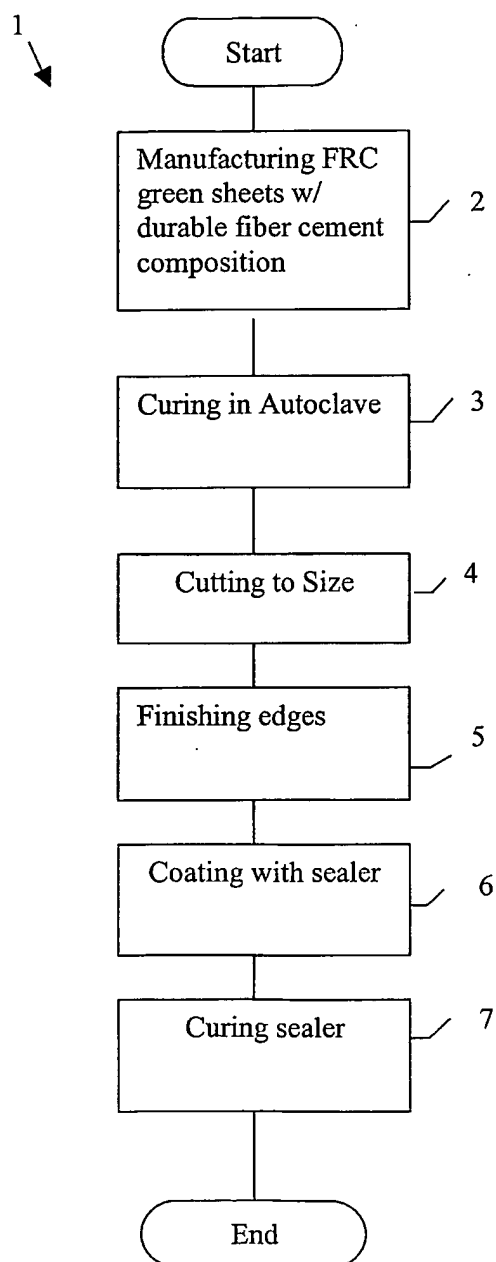 1
Start
Manufacturing FRC
green sheets w/
durable fiber cement
composition
2
Curing in Autoclave
3
Cutting to Size
4
Finishing edges
5
Coating with sealer
6
Curing sealer
7
End